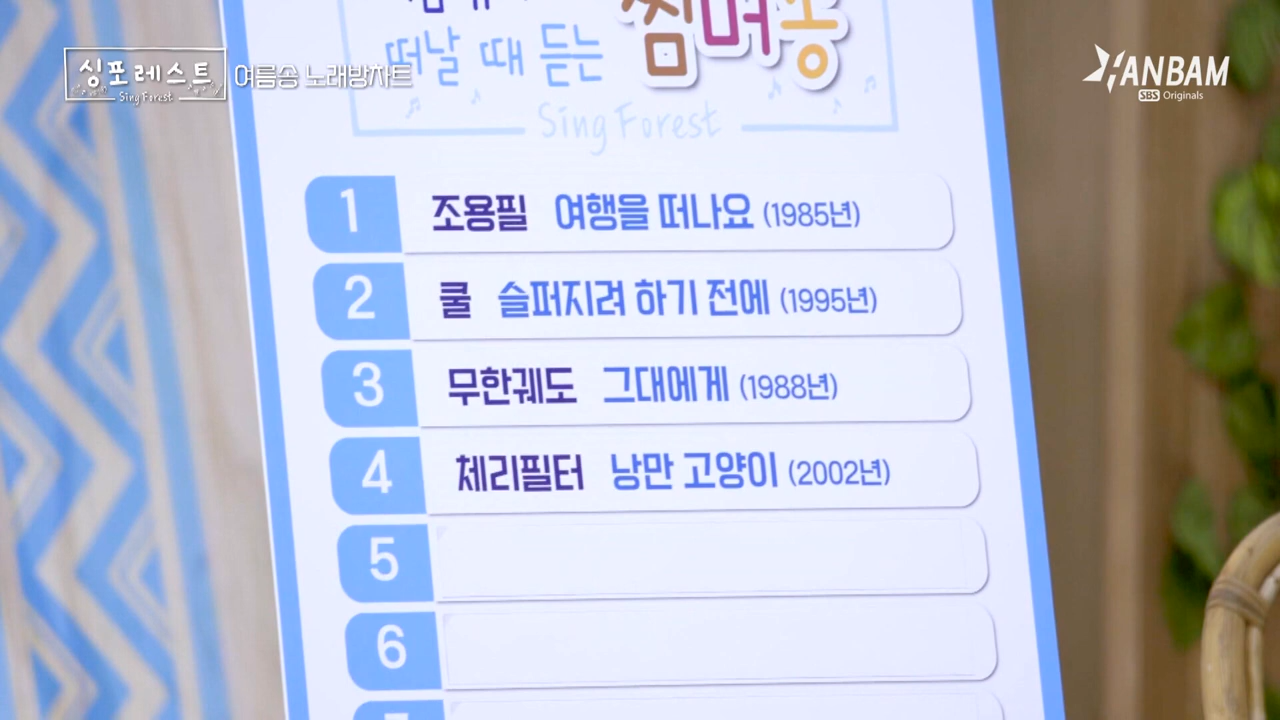 싱포레스트 여름송 노래방차트
Sing Forest
HANBAM
SBS Originals
떠날 때 듣는 썸머송
Sing Forest
1 조용필 여행을 떠나요 (1985년)
2 쿨 슬퍼지려 하기 전에 (1995년)
3 무한궤도 그대에게 (1988년)
4 체리필터 낭만 고양이 (2002년)
5
6